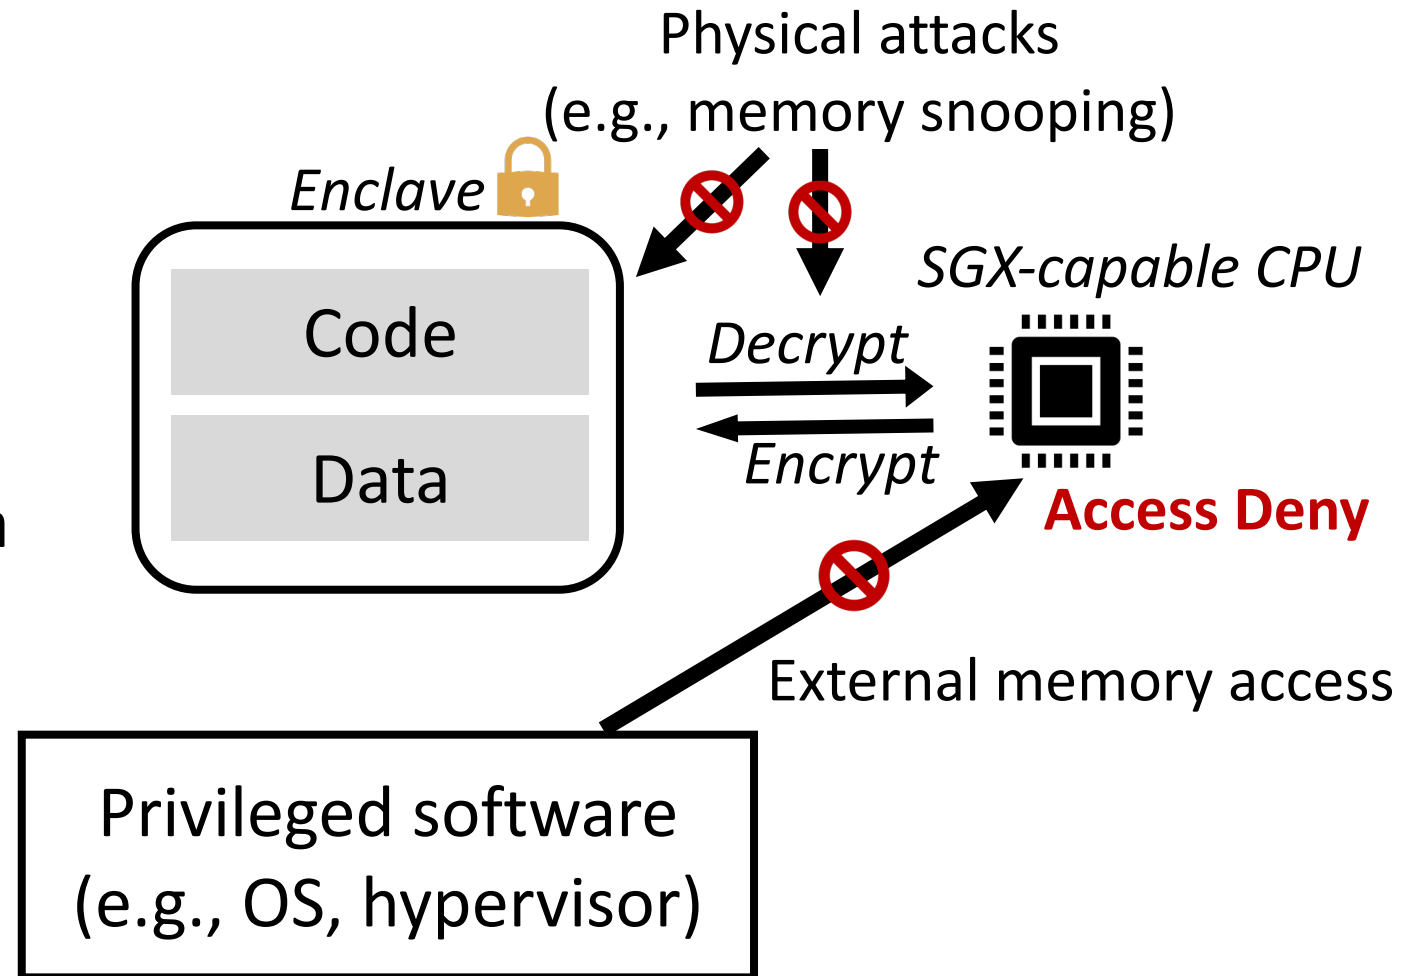 Physical attacks
(e.g., memory snooping)
Enclave
SGX-capable CPU
Code
Decrypt
Data
Encrypt
Access Deny
External memory access
Privileged software
(e.g., OS, hypervisor)